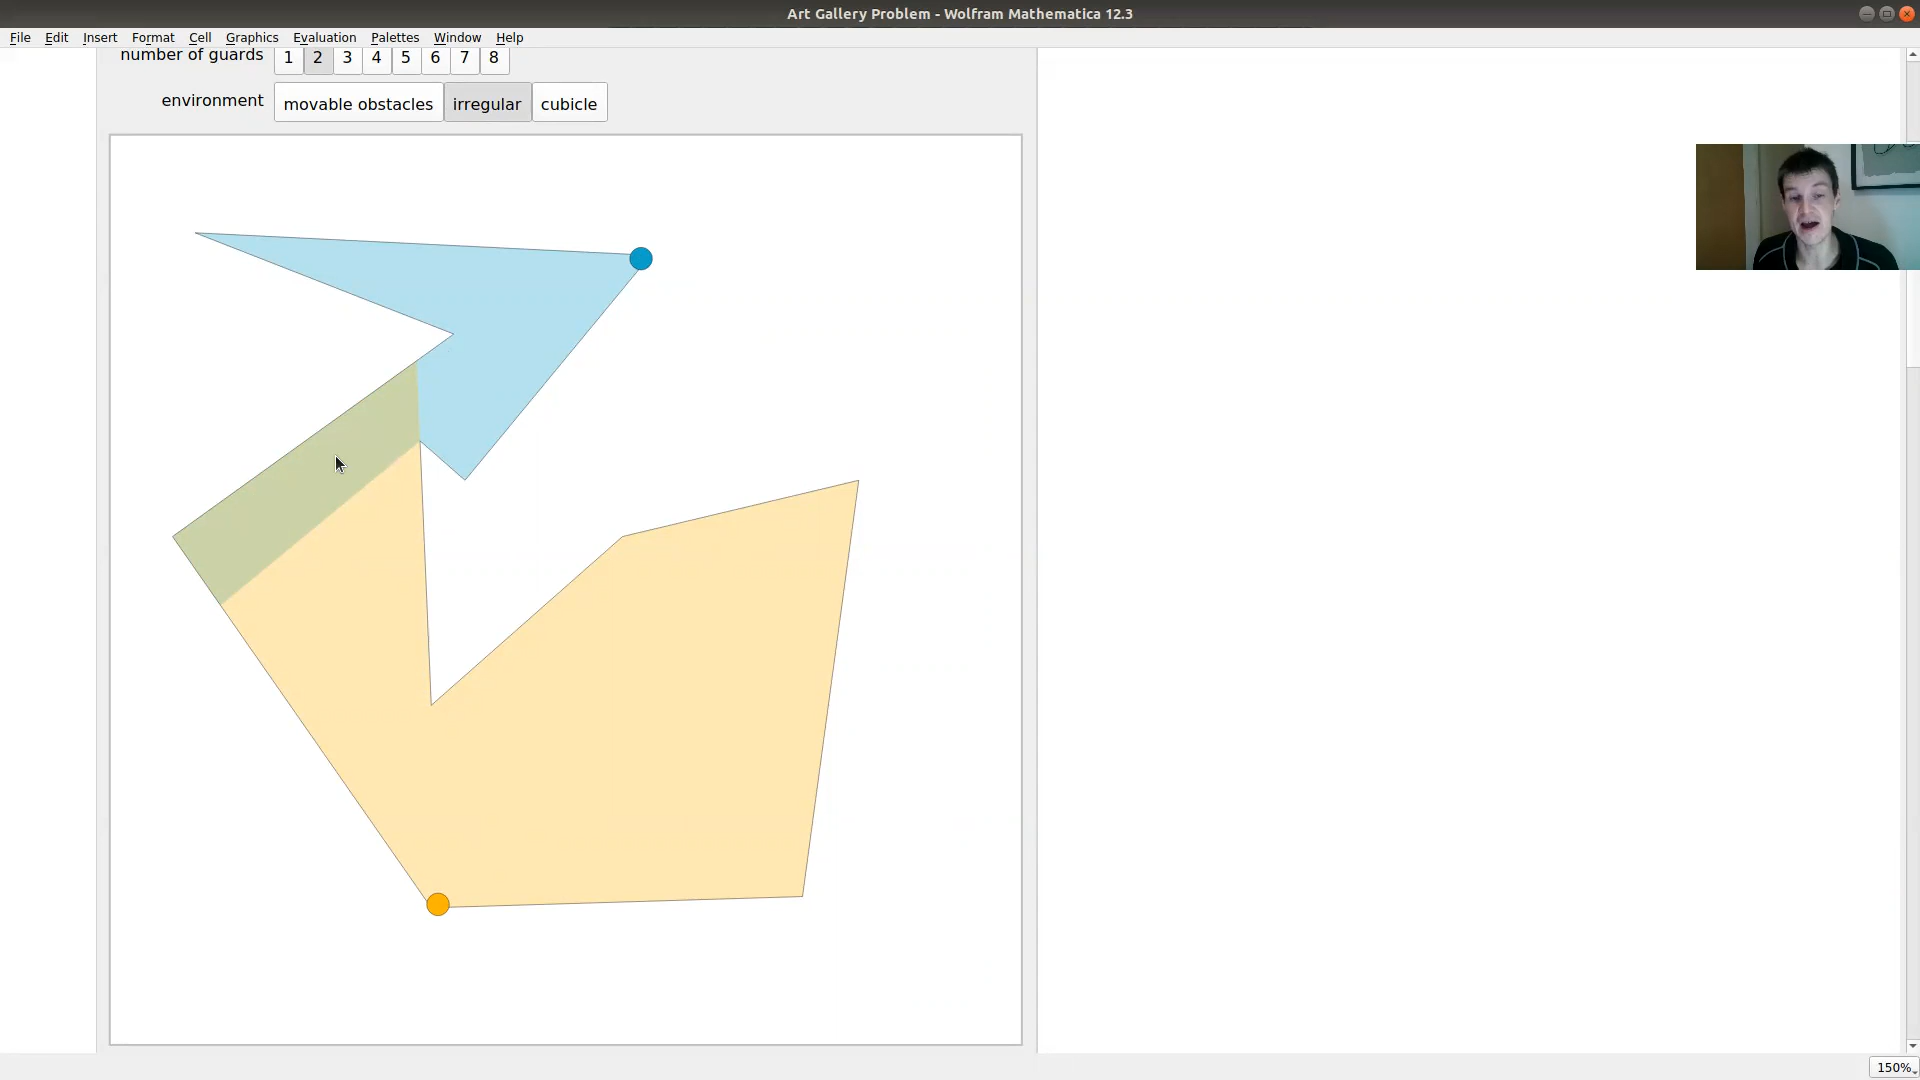 Art Gallery Problem - Wolfram Mathematica 12.3
File Edit Insert Format Cell Graphics Evaluation Palettes Window Help
number of guards 1 2 3 4 5 6 7 8
environment movable obstacles irregular cubicle
150%